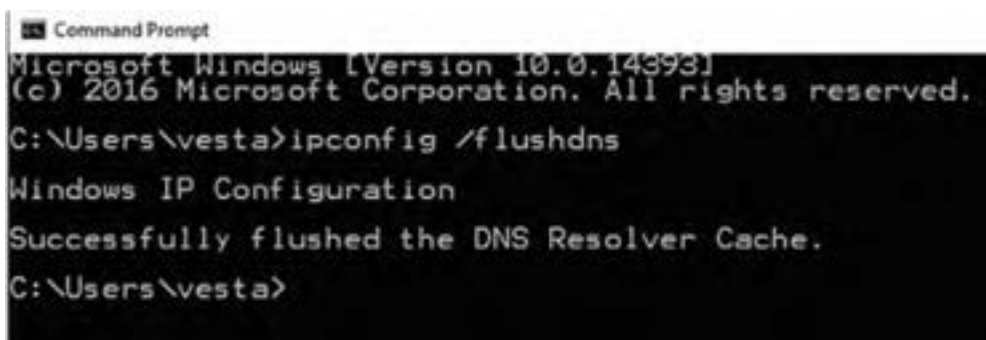 Command Prompt
Microsoft Windows [Version 10.0.14393]
(c) 2016 Microsoft Corporation. All rights reserved.
C:\Users\vesta>ipconfig /flushdns
Windows IP Configuration
Successfully flushed the DNS Resolver Cache.
C:\Users\vesta>